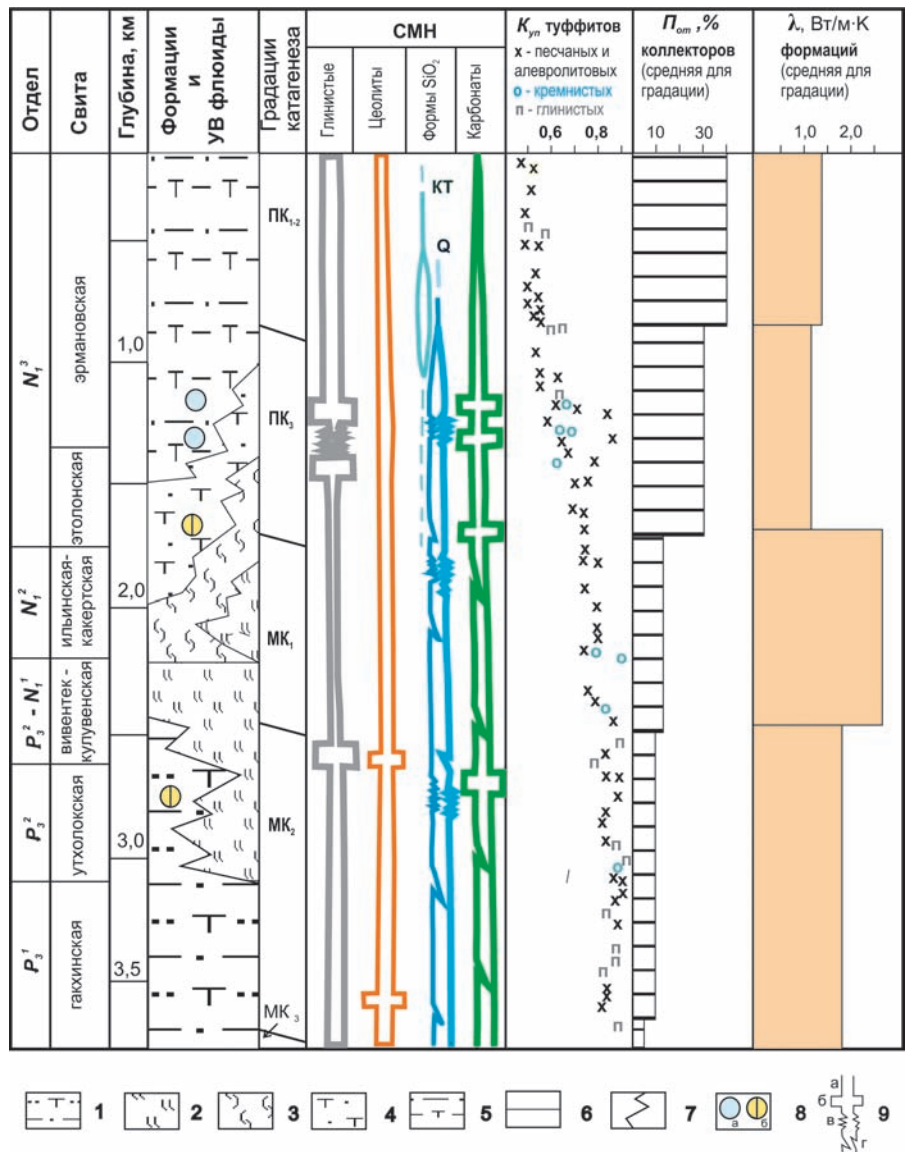 Отдел
Свита
Глубина, км
Формации
и
УВ флюиды
Градации
катагенеза
СМН
Глинистые
Цеолиты
Формы SiO₂
Карбонаты
Kуп туффитов
х - песчаных и
алевролитовых
о - кремнистых
п - глинистых
0,6 0,8
Пот ,%
коллекторов
(средняя для
градации)
10 30
λ, Вт/м·K
формаций
(средняя для
градации)
1,0 2,0
N₁³
эрмановская
этолонская
N₁²
ильинская-
какертская
P₃² - N₁¹
вивентек -
кулувенская
P₃²
утхолокская
P₃¹
гакхинская
1,0
2,0
3,0
3,5
ПК₁₋₂
ПК₃
МК₁
МК₂
МК ₃
КТ
Q
1 2 3 4 5 6 7 а б 8 а б в г 9